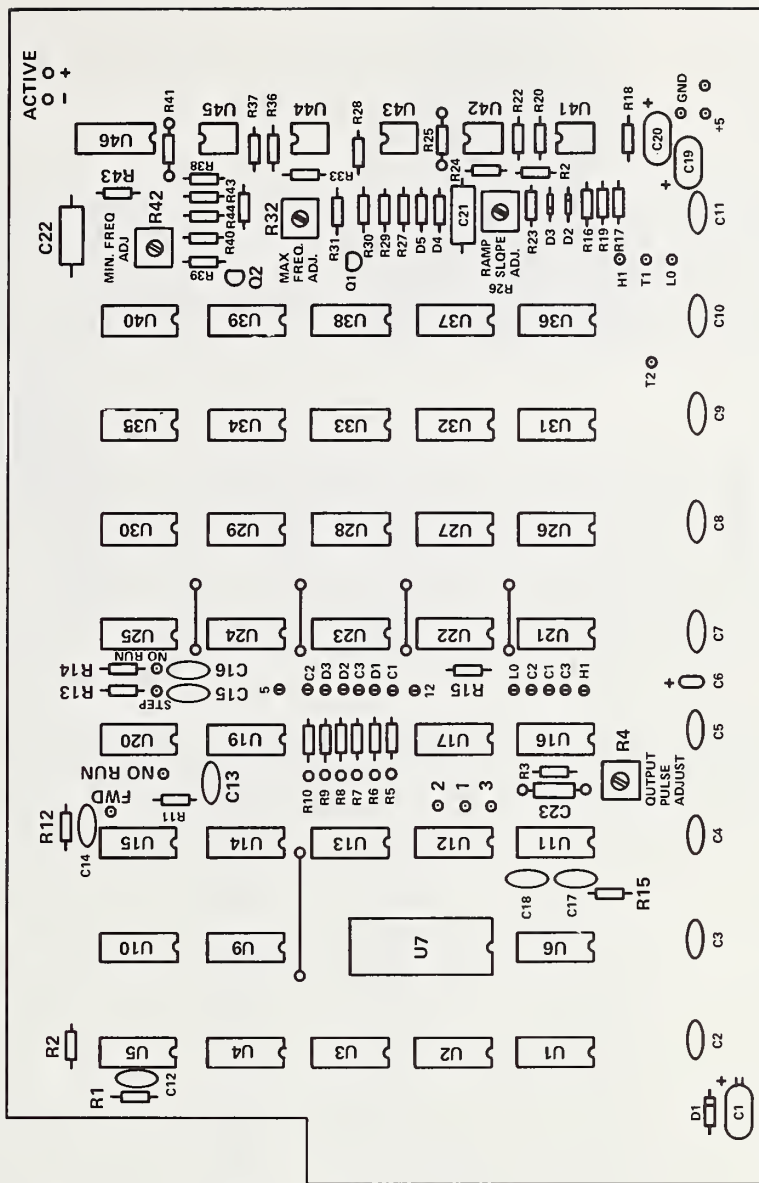 ACTIVE
- +
U46
R41
U45
R37
R36
U44
R28
U43
R25
U42
R22
R20
U41
R18
+
C20
GND
+5
C22
R43
MIN. FREQ
ADJ
R42
R38
R43
R44
R40
R39
Q2
R33
R32
MAX
FREQ.
ADJ.
R31
Q1
R30
R29
R27
D5
D4
R24
C21
RAMP
SLOPE
ADJ.
R26
R2
R23
D3
D2
R16
R19
R17
+
C19
C11
H1
T1
L0
U40
U39
U38
U37
U36
C10
T2
U35
U34
U33
U32
U31
C9
U30
U29
U28
U27
U26
C8
U25
U24
U23
U22
U21
C7
R14
NO RUN
C16
R13
STEP
C15
5
C2
D3
D2
C3
D1
C1
12
R15
L0
C2
C1
C3
H1
+
C6
U20
U19
U17
U16
C5
NO RUN
FWD
R11
C13
R10
R9
R8
R7
R6
R5
2
1
3
R3
C23
R4
OUTPUT
PULSE
ADJUST
R12
C14
U15
U14
U13
U12
U11
C4
C18
C17
R15
U10
U9
U7
U6
C3
R2
U5
U4
U3
U2
U1
C2
R1
C12
D1
+
C1